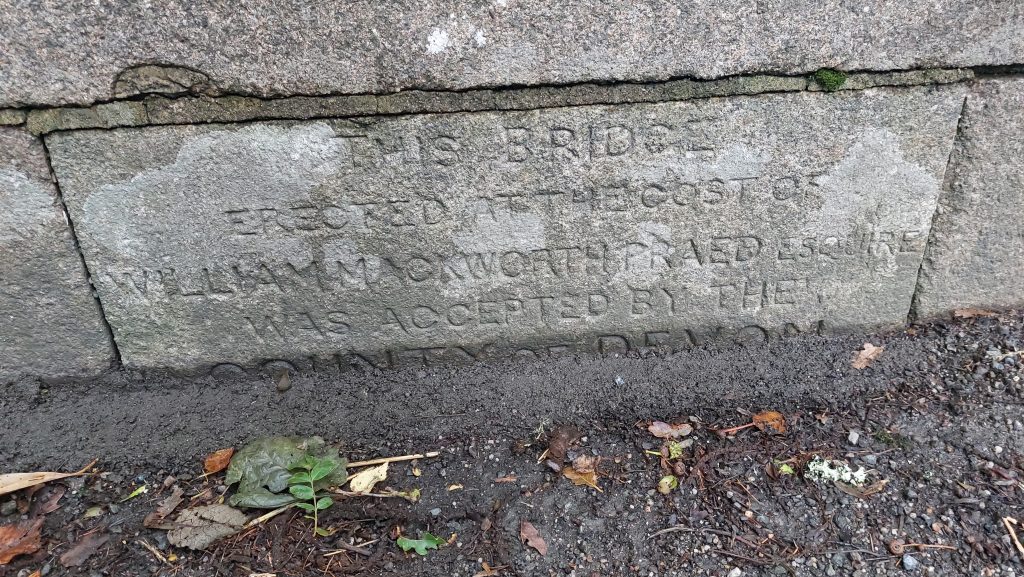 THIS BRIDGE
ERECTED AT THE COST OF
WILLIAM MACKWORTH PRAED ESQUIRE
WAS ACCEPTED BY THE
COUNTY OF DEVON